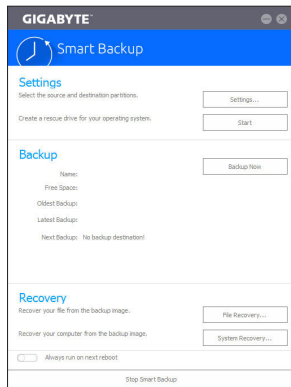 GIGABYTE
Smart Backup
Settings
Select the source and destination partitions.
Settings...
Create a rescue drive for your operating system.
Start
Backup
Backup Now
Name:
Free Space:
Oldest Backup:
Latest Backup:
Next Backup: No backup destination!
Recovery
Recover your file from the backup image.
File Recovery...
Recover your computer from the backup image.
System Recovery...
Always run on next reboot
Stop Smart Backup